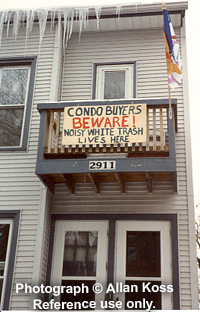 CONDO BUYERS
BEWARE!
NOISY WHITE TRASH
LIVES HERE
2911
Photograph © Allan Koss
Reference use only.